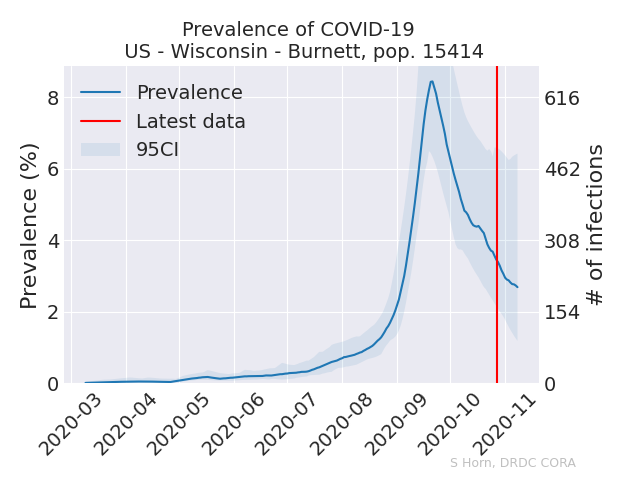 Prevalence of COVID-19
US - Wisconsin - Burnett, pop. 15414
Prevalence
Latest data
95CI
Prevalence (%)
8
6
4
2
0
616
462
308
154
0
# of infections
2020-03
2020-04
2020-05
2020-06
2020-07
2020-08
2020-09
2020-10
2020-11
S Horn, DRDC CORA